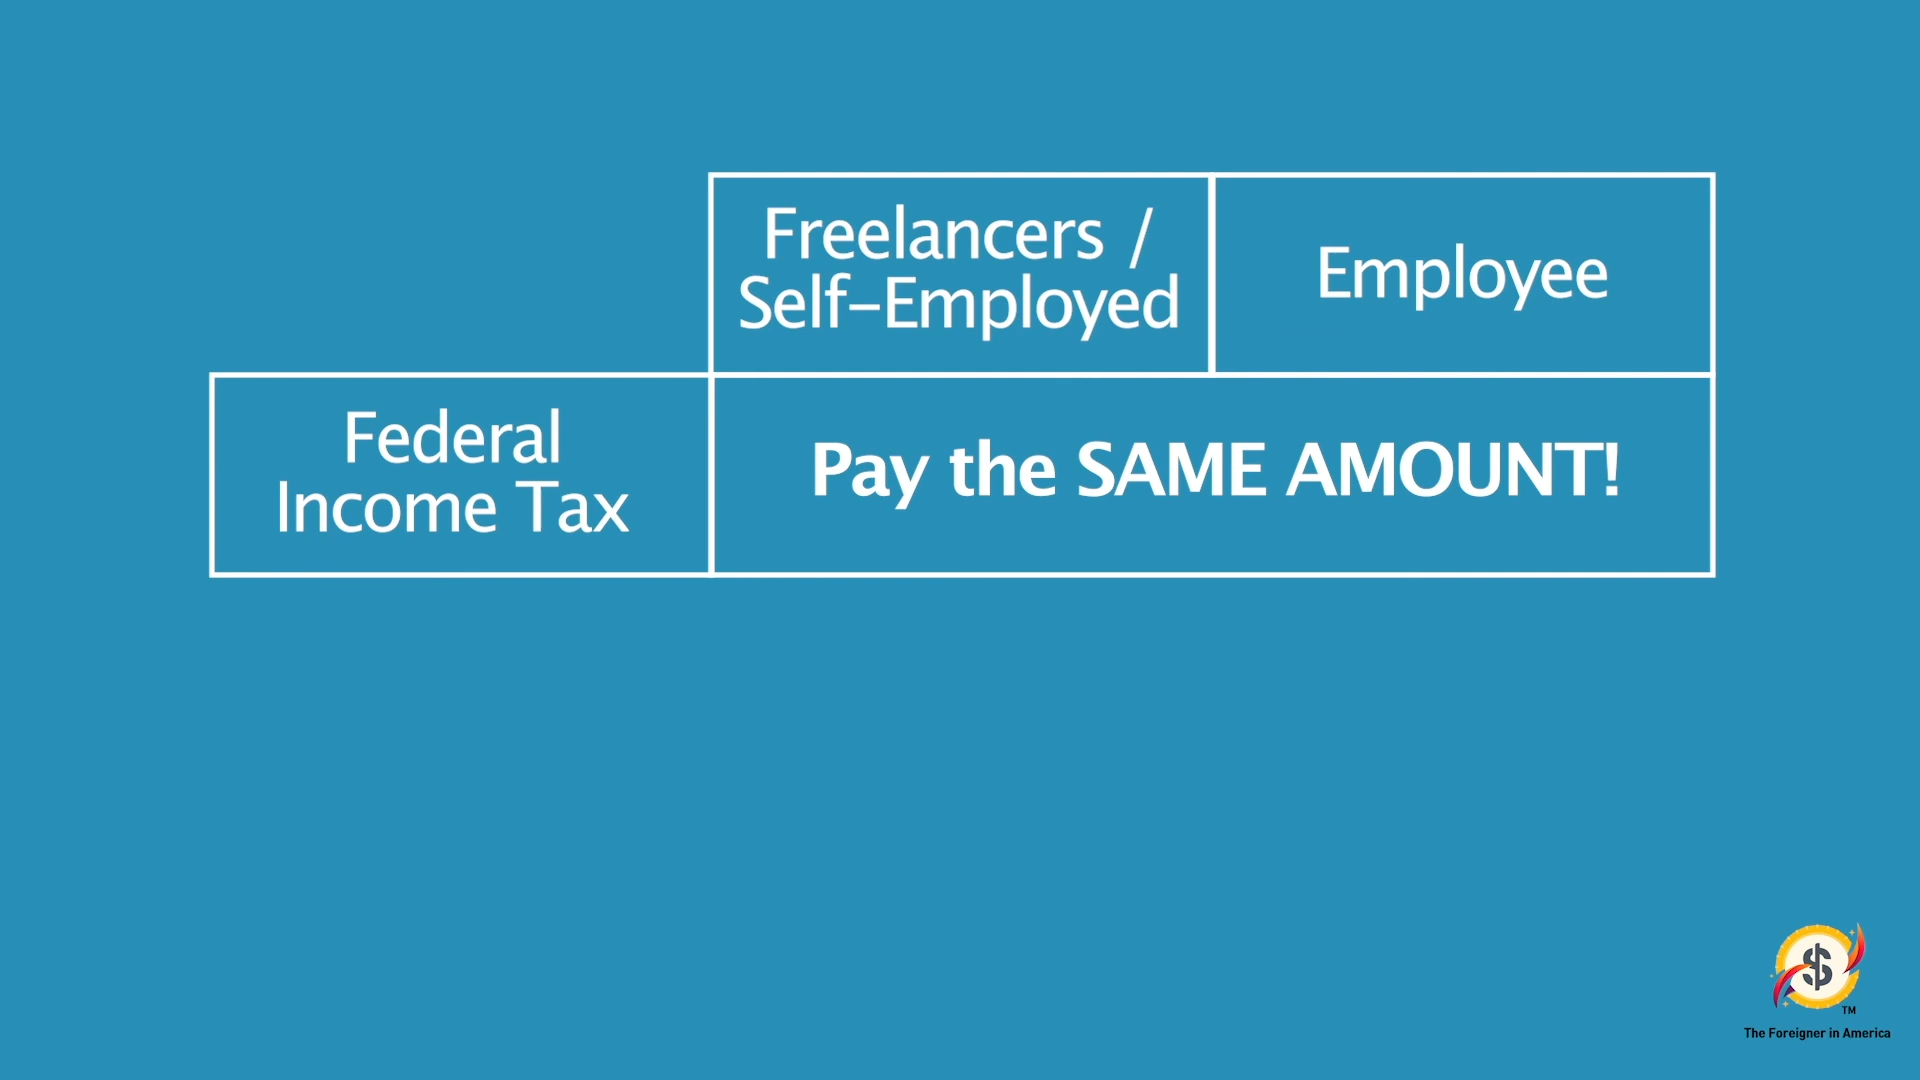 Freelancers /
Self-Employed
Employee
Federal
Income Tax
Pay the SAME AMOUNT!
$
TM
The Foreigner in America